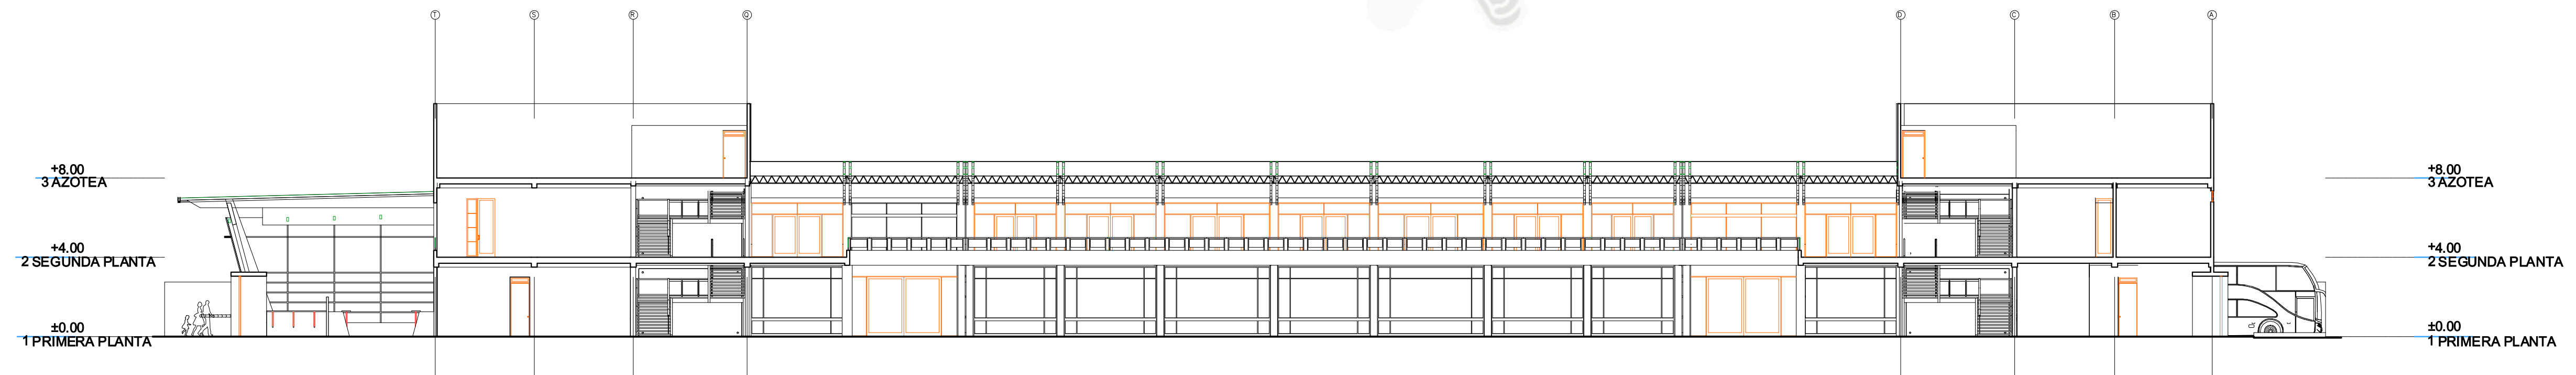 T S R Q D C B A
+8.00
3 AZOTEA
+4.00
2 SEGUNDA PLANTA
±0.00
1 PRIMERA PLANTA
+8.00
3 AZOTEA
+4.00
2 SEGUNDA PLANTA
±0.00
1 PRIMERA PLANTA